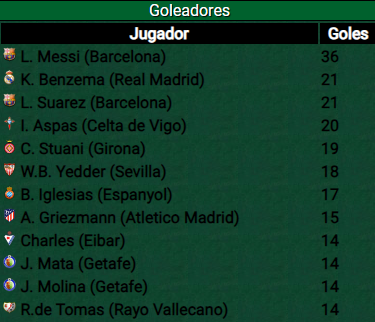 Goleadores
Jugador Goles
L. Messi (Barcelona) 36
K. Benzema (Real Madrid) 21
L. Suarez (Barcelona) 21
I. Aspas (Celta de Vigo) 20
C. Stuani (Girona) 19
W.B. Yedder (Sevilla) 18
B. Iglesias (Espanyol) 17
A. Griezmann (Atletico Madrid) 15
Charles (Eibar) 14
J. Mata (Getafe) 14
J. Molina (Getafe) 14
R.de Tomas (Rayo Vallecano) 14